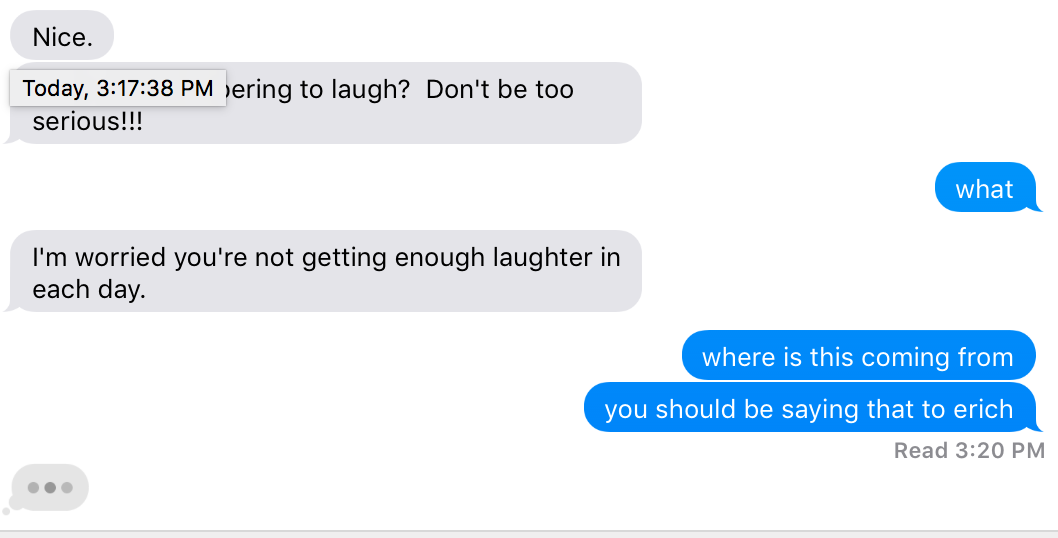 Nice.
Today, 3:17:38 PM
ering to laugh?  Don't be too
serious!!!
what
I'm worried you're not getting enough laughter in
each day.
where is this coming from
you should be saying that to erich
Read 3:20 PM